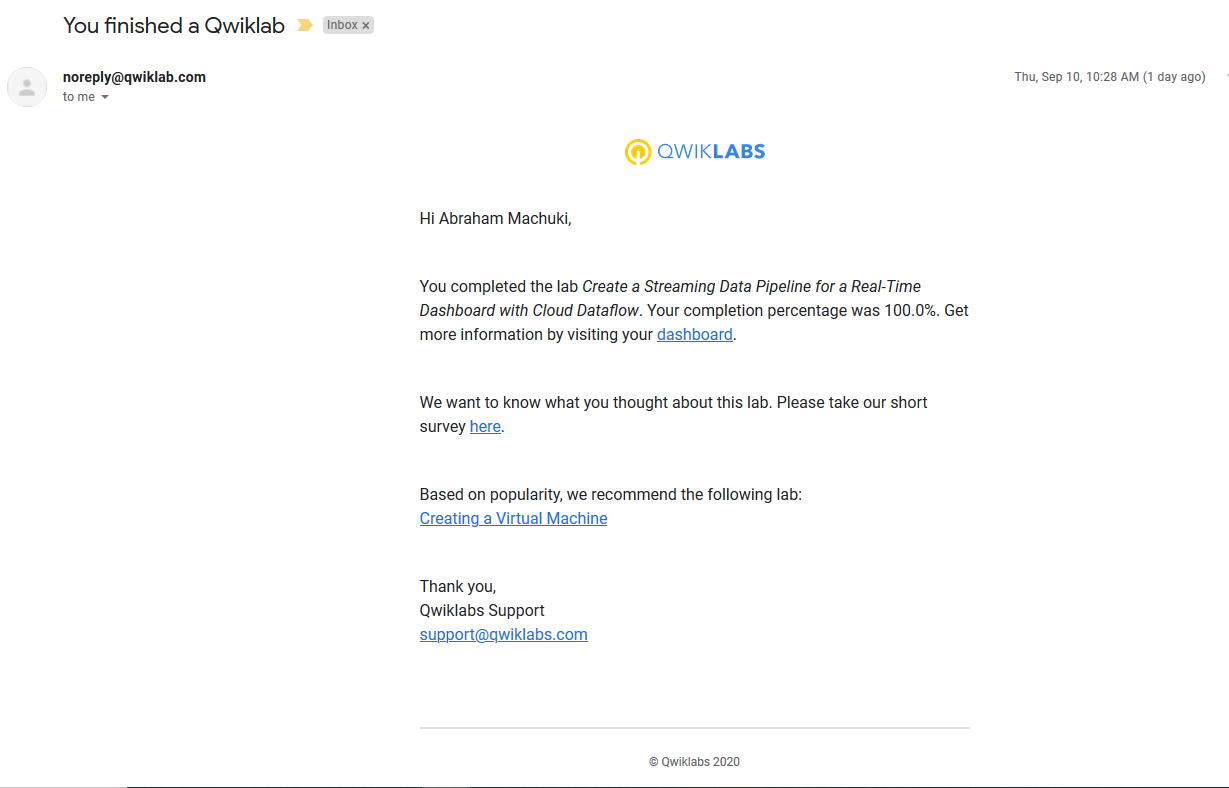 You finished a Qwiklab
Inbox x
noreply@qwiklab.com
Thu, Sep 10, 10:28 AM (1 day ago)
to me
QWIKLABS
Hi Abraham Machuki,
You completed the lab Create a Streaming Data Pipeline for a Real-Time
Dashboard with Cloud Dataflow. Your completion percentage was 100.0%. Get
more information by visiting your dashboard.
We want to know what you thought about this lab. Please take our short
survey here.
Based on popularity, we recommend the following lab:
Creating a Virtual Machine
Thank you,
Qwiklabs Support
support@qwiklabs.com
© Qwiklabs 2020